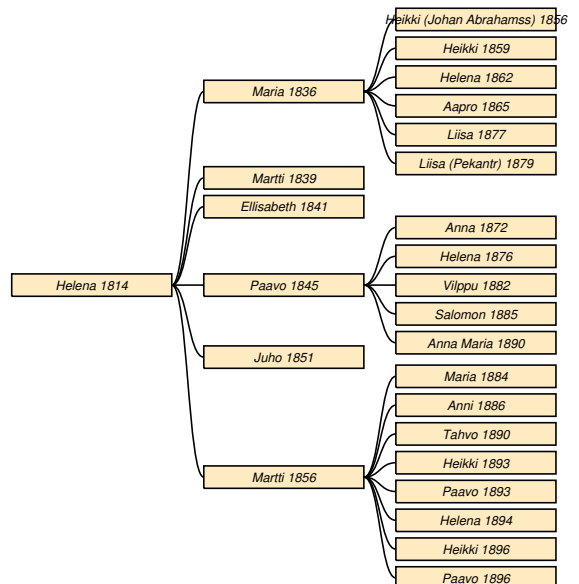 Helena 1814
Maria 1836
Heikki (Johan Abrahamss) 1856
Heikki 1859
Helena 1862
Aapro 1865
Liisa 1877
Liisa (Pekantr) 1879
Martti 1839
Ellisabeth 1841
Paavo 1845
Anna 1872
Helena 1876
Vilppu 1882
Salomon 1885
Anna Maria 1890
Juho 1851
Martti 1856
Maria 1884
Anni 1886
Tahvo 1890
Heikki 1893
Paavo 1893
Helena 1894
Heikki 1896
Paavo 1896